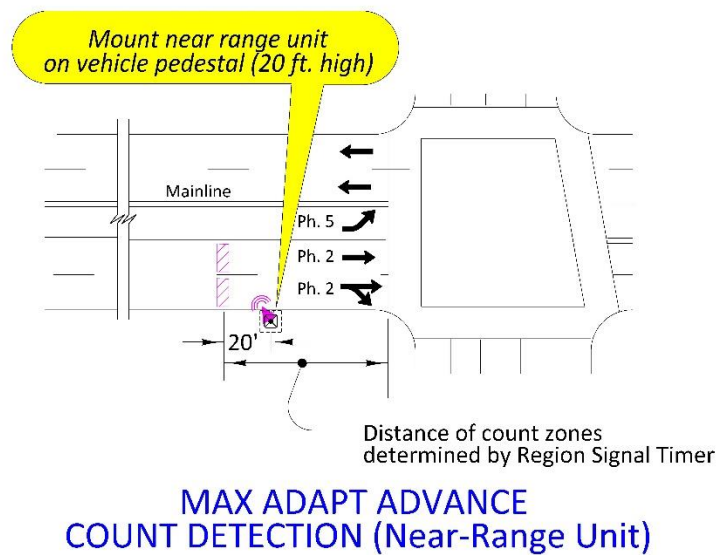 Mount near range unit
on vehicle pedestal (20 ft. high)
Mainline
Ph. 5
Ph. 2
Ph. 2
20'
Distance of count zones
determined by Region Signal Timer
MAX ADAPT ADVANCE
COUNT DETECTION (Near-Range Unit)